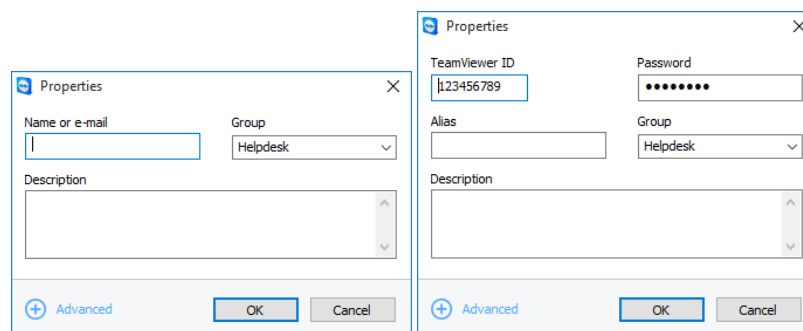 Properties
Name or e-mail
Group
Helpdesk
Description
Advanced
OK
Cancel
Properties
TeamViewer ID
Password
123456789
••••••••
Alias
Group
Helpdesk
Description
Advanced
OK
Cancel